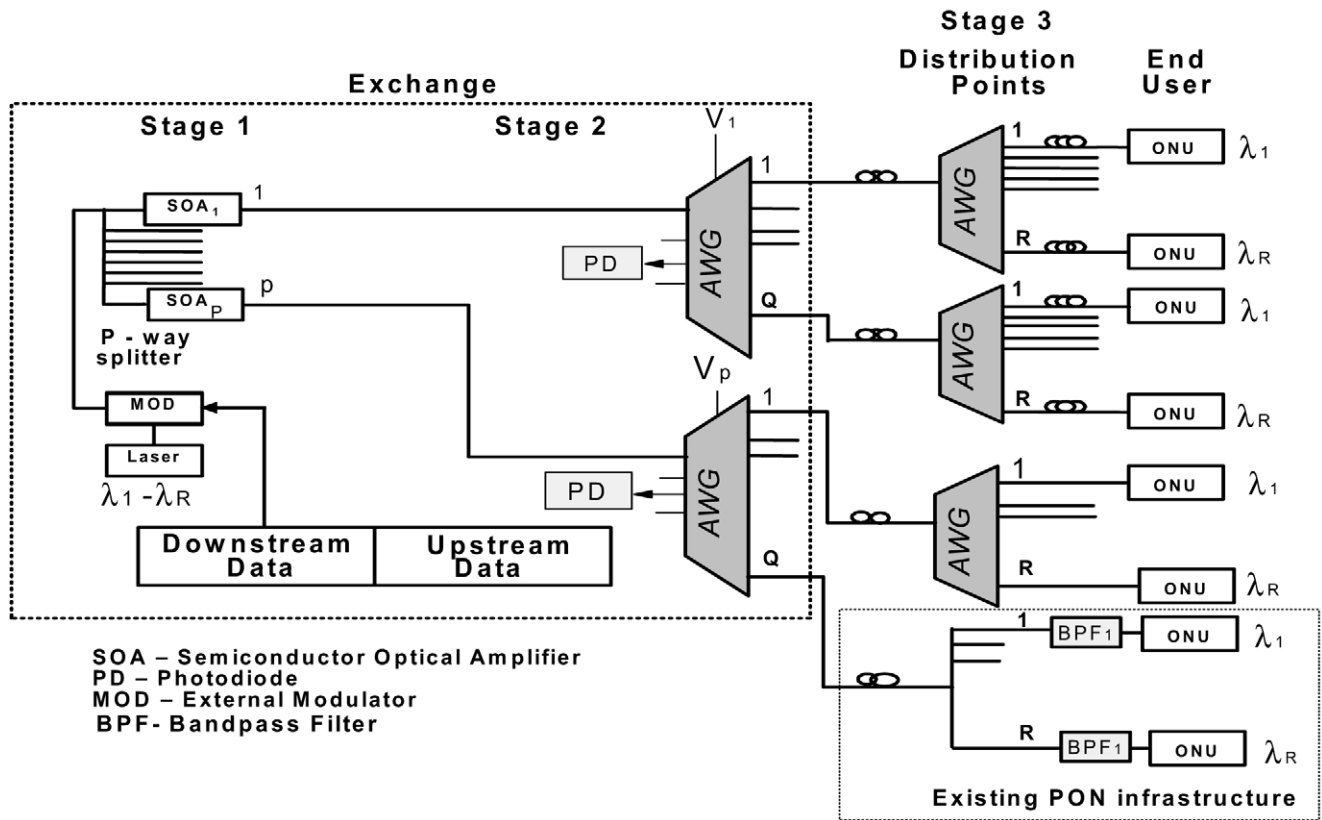 Stage 3
Distribution Points
End User
Exchange
Stage 1
Stage 2
V1
1
1
ONU
λ1
SOA1
1
AWG
AWG
PD
R
ONU
λR
SOAP
p
Q
1
ONU
λ1
P - way
splitter
AWG
Vp
1
R
ONU
λR
MOD
Laser
λ1 -λR
PD
AWG
1
ONU
λ1
AWG
Downstream
Data
Upstream
Data
Q
R
ONU
λR
1
BPF1
ONU
λ1
SOA – Semiconductor Optical Amplifier
PD – Photodiode
MOD – External Modulator
BPF- Bandpass Filter
R
BPF1
ONU
λR
Existing PON infrastructure